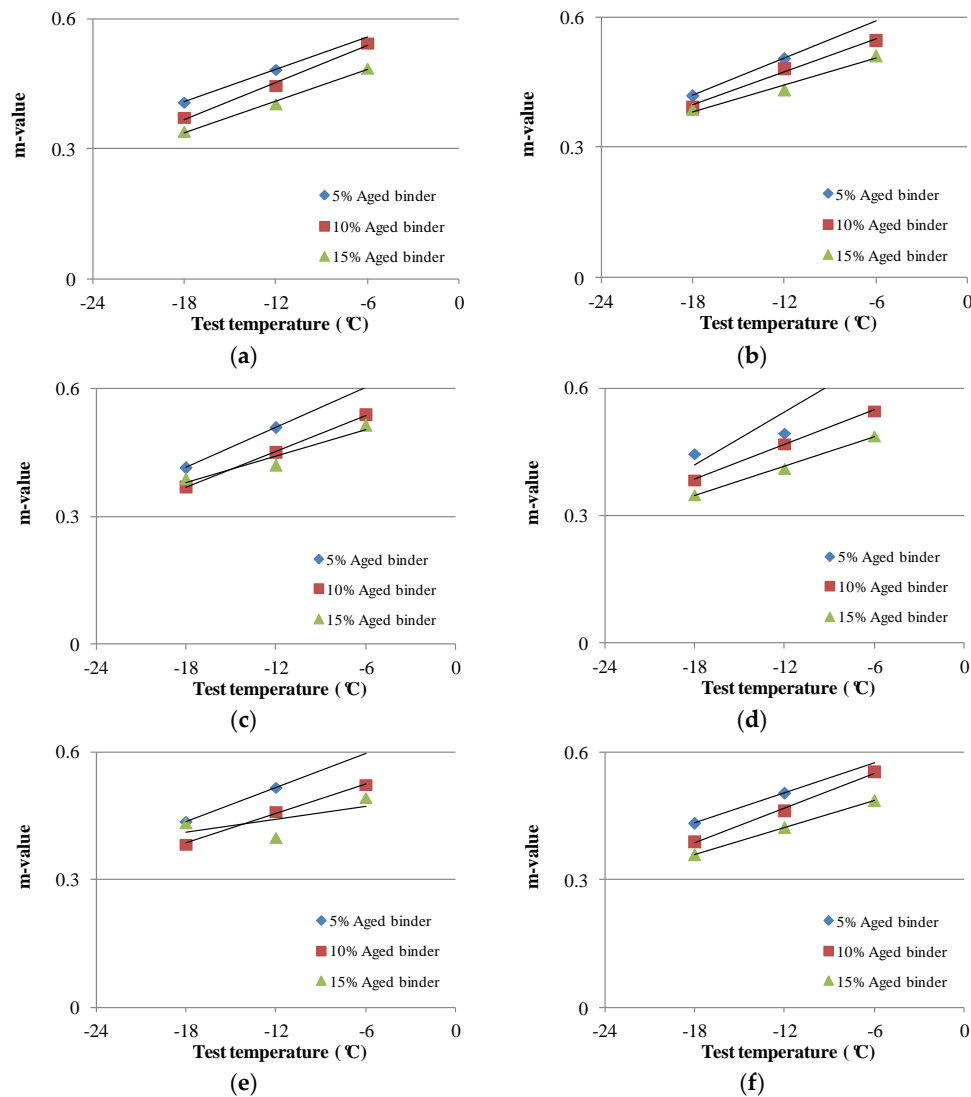 0.6
0.3
0
m-value
5% Aged binder
10% Aged binder
15% Aged binder
-24 -18 -12 -6 0
Test temperature ( °C)
(a)
0.6
0.3
0
m-value
5% Aged binder
10% Aged binder
15% Aged binder
-24 -18 -12 -6 0
Test temperature ( °C)
(b)
0.6
0.3
0
m-value
5% Aged binder
10% Aged binder
15% Aged binder
-24 -18 -12 -6 0
Test temperature ( °C)
(c)
0.6
0.3
0
m-value
5% Aged binder
10% Aged binder
15% Aged binder
-24 -18 -12 -6 0
Test temperature ( °C)
(d)
0.6
0.3
0
m-value
5% Aged binder
10% Aged binder
15% Aged binder
-24 -18 -12 -6 0
Test temperature ( °C)
(e)
0.6
0.3
0
m-value
5% Aged binder
10% Aged binder
15% Aged binder
-24 -18 -12 -6 0
Test temperature ( °C)
(f)